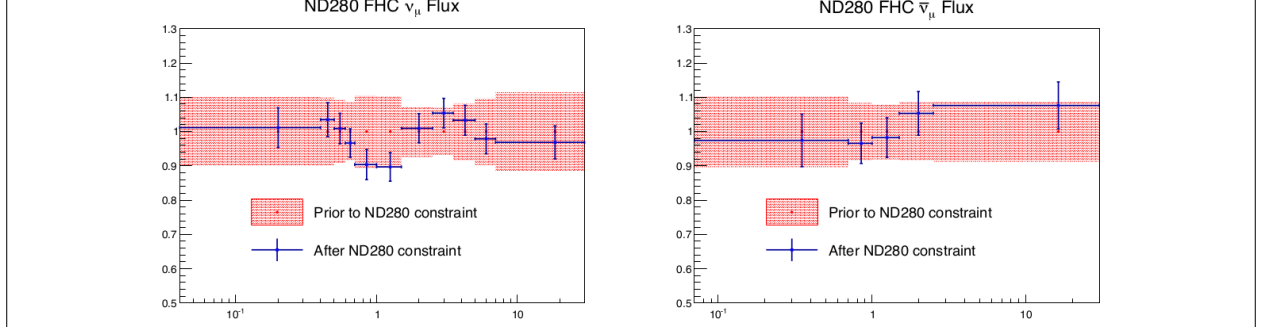 ND280 FHC νμ Flux
1.3
1.2
1.1
1
0.9
0.8
0.7
0.6
0.5
Prior to ND280 constraint
After ND280 constraint
10⁻¹ 1 10
ND280 FHC ν̅μ Flux
1.3
1.2
1.1
1
0.9
0.8
0.7
0.6
0.5
Prior to ND280 constraint
After ND280 constraint
10⁻¹ 1 10